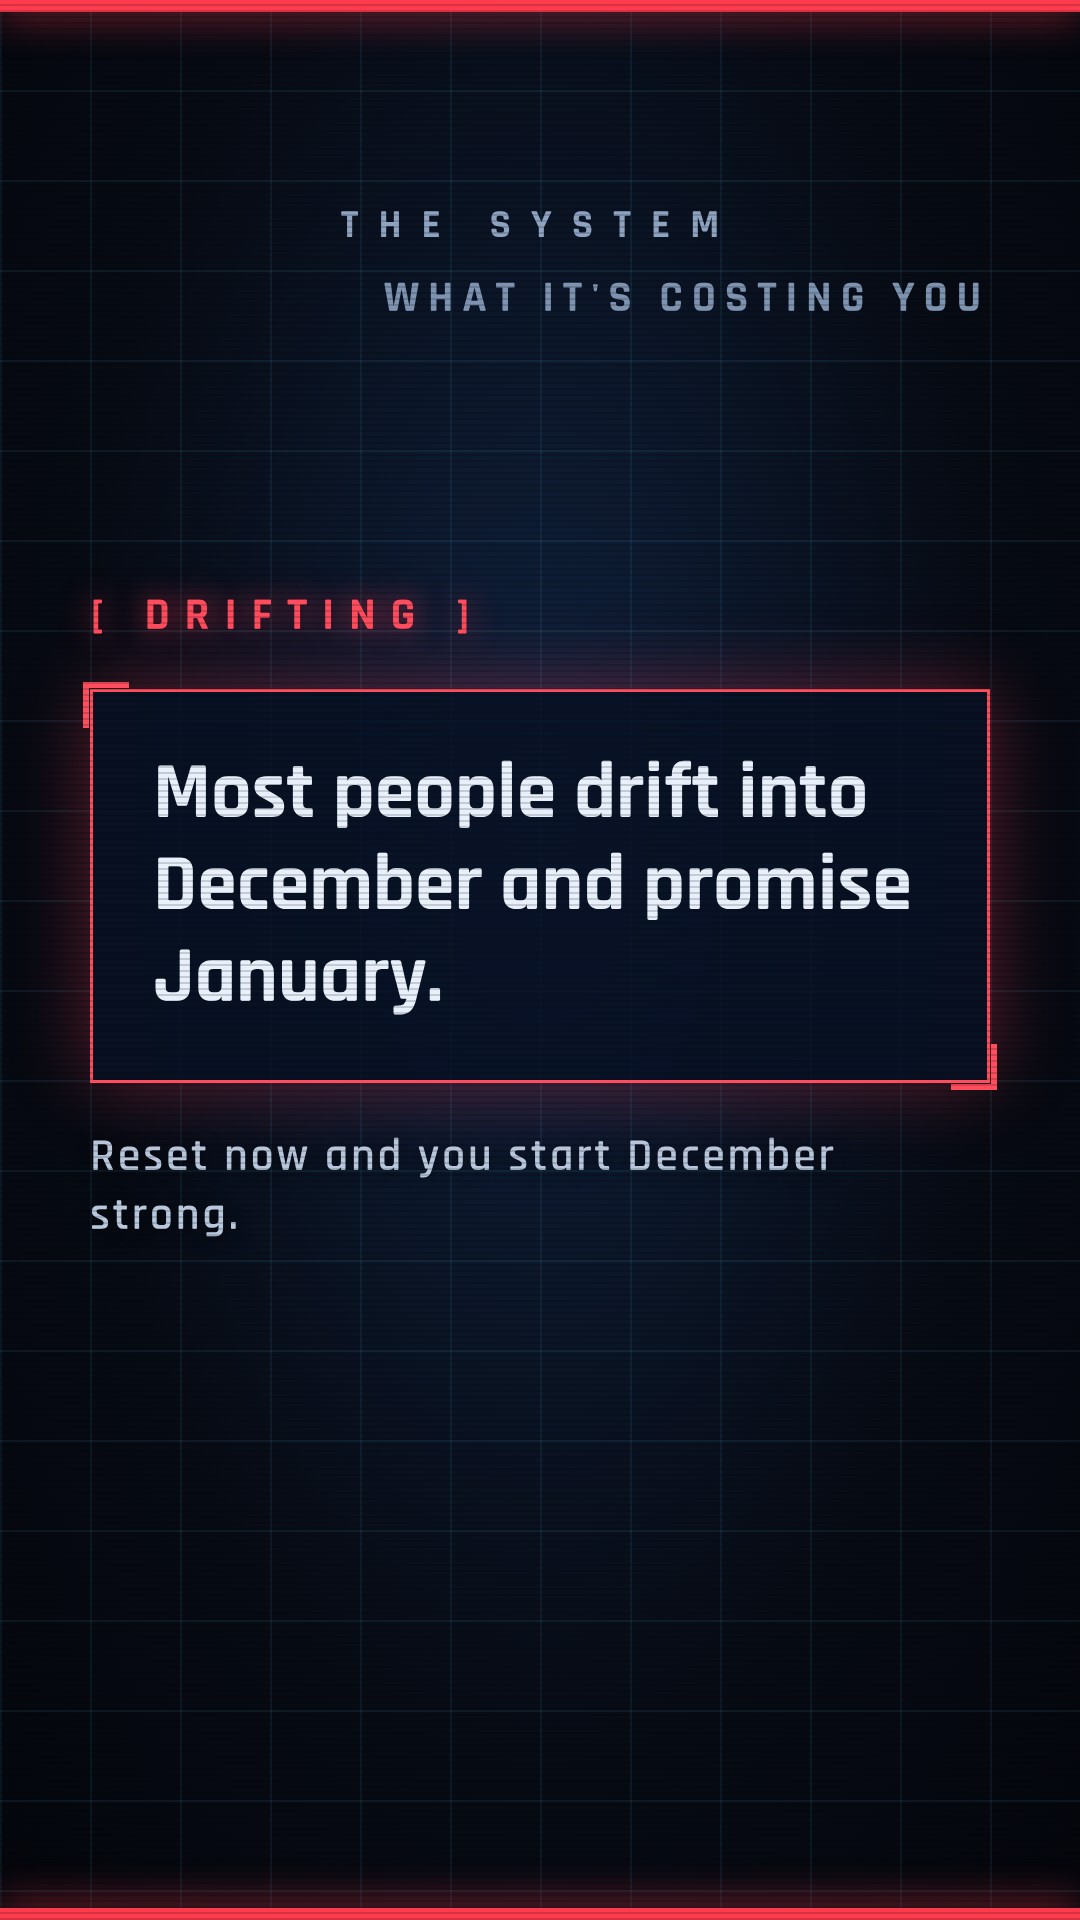 THE SYSTEM
WHAT IT'S COSTING YOU
[ DRIFTING ]
Most people drift into
December and promise
January.
Reset now and you start December
strong.